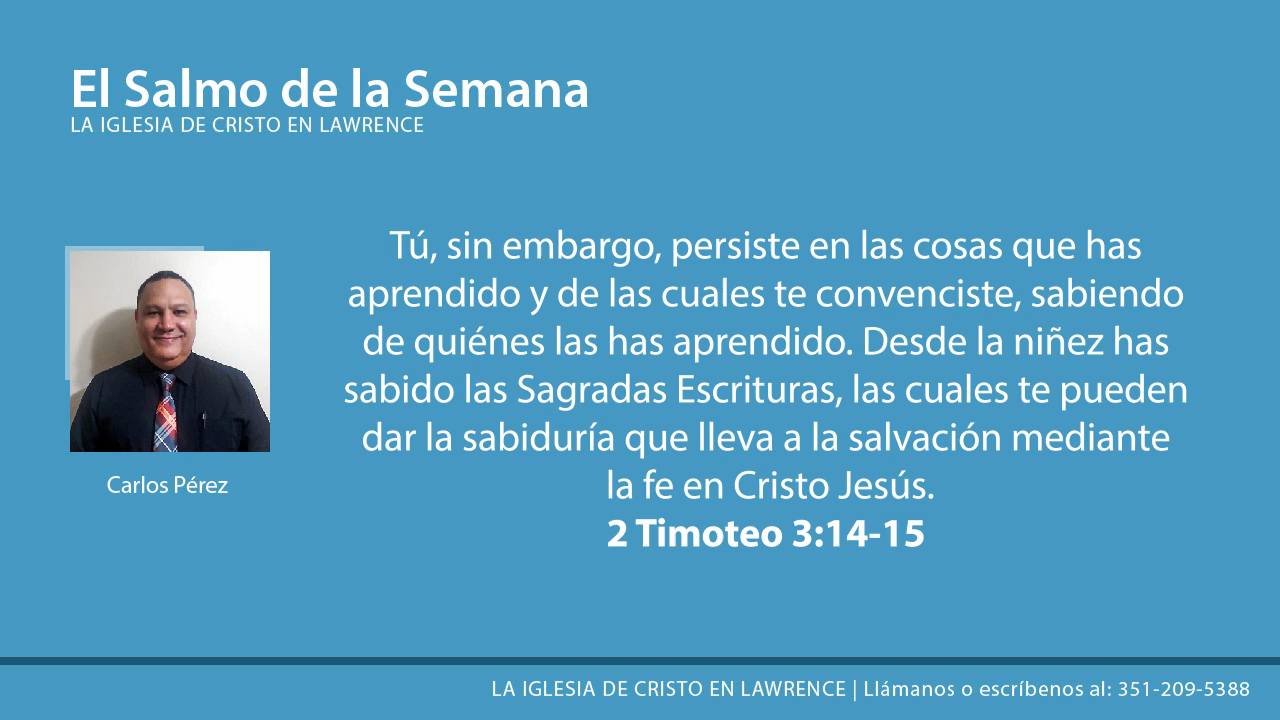 El Salmo de la Semana
LA IGLESIA DE CRISTO EN LAWRENCE
Tú, sin embargo, persiste en las cosas que has
aprendido y de las cuales te convenciste, sabiendo
de quiénes las has aprendido. Desde la niñez has
sabido las Sagradas Escrituras, las cuales te pueden
dar la sabiduría que lleva a la salvación mediante
la fe en Cristo Jesús.
2 Timoteo 3:14-15
Carlos Pérez
LA IGLESIA DE CRISTO EN LAWRENCE | Llámanos o escríbenos al: 351-209-5388